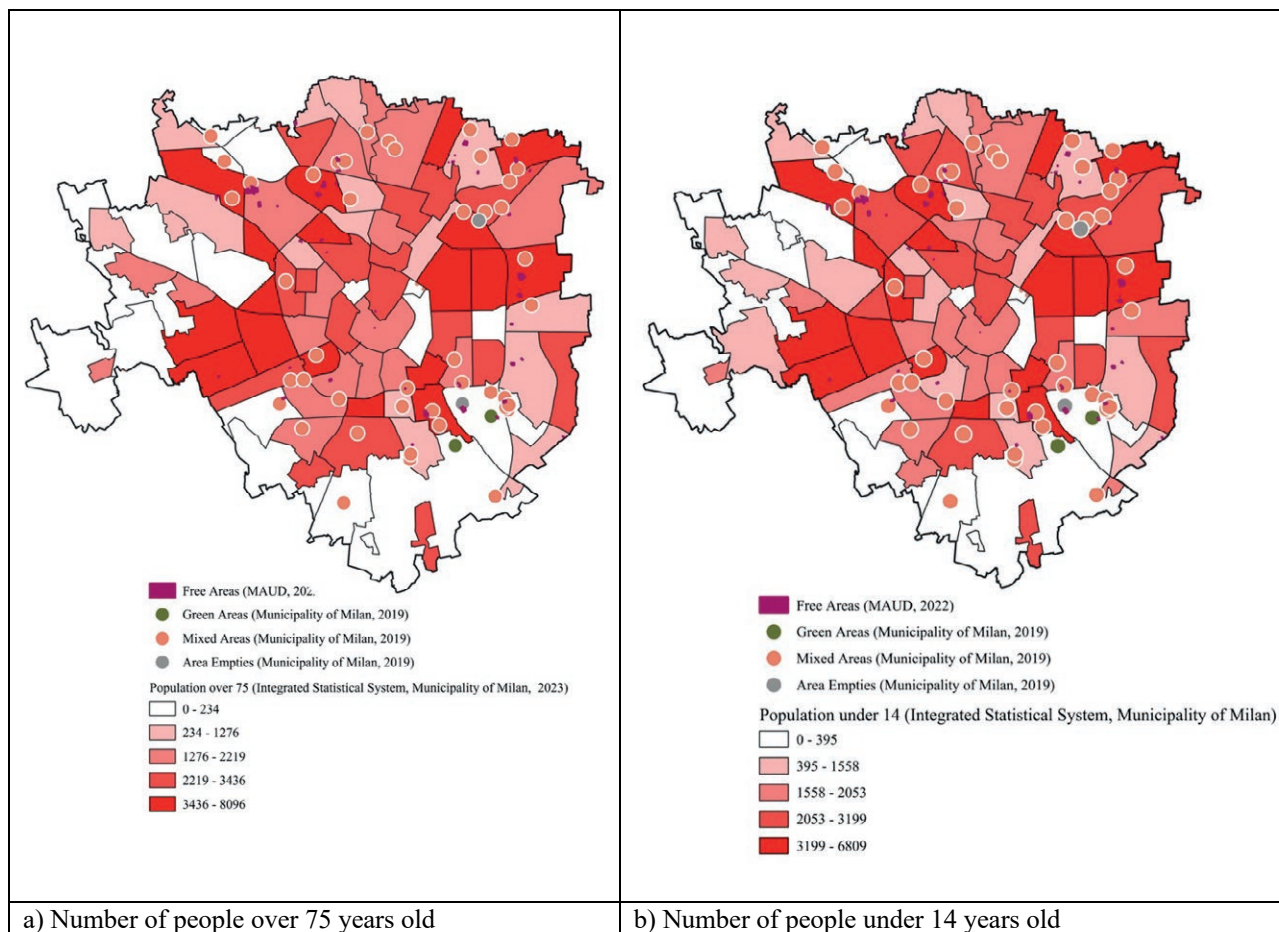 Free Areas (MAUD, 202
Green Areas (Municipality of Milan, 2019)
Mixed Areas (Municipality of Milan, 2019)
Area Empties (Municipality of Milan, 2019)
Population over 75 (Integrated Statistical System, Municipality of Milan, 2023)
0 - 234
234 - 1276
1276 - 2219
2219 - 3436
3436 - 8096
a) Number of people over 75 years old
Free Areas (MAUD, 2022)
Green Areas (Municipality of Milan, 2019)
Mixed Areas (Municipality of Milan, 2019)
Area Empties (Municipality of Milan, 2019)
Population under 14 (Integrated Statistical System, Municipality of Milan)
0 - 395
395 - 1558
1558 - 2053
2053 - 3199
3199 - 6809
b) Number of people under 14 years old